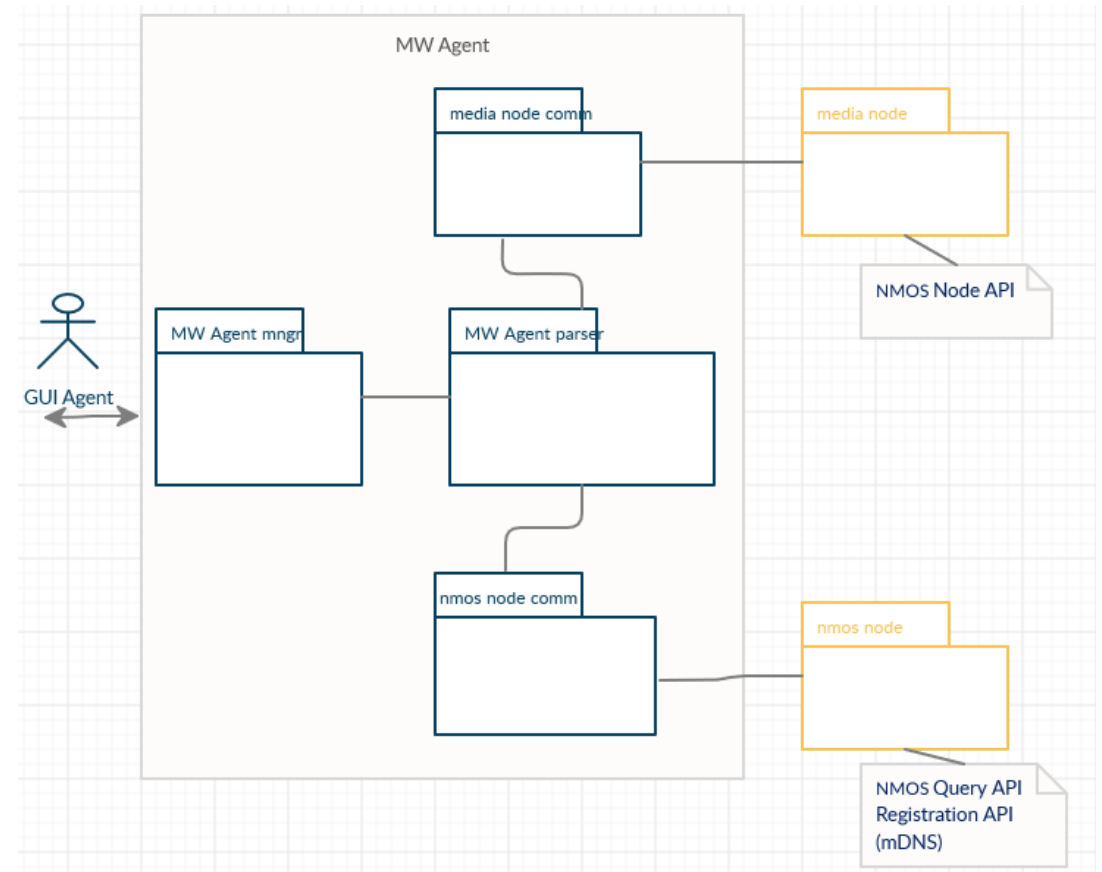 MW Agent
media node comm
media node
NMOS Node API
MW Agent mngr
MW Agent parser
GUI Agent
nmos node comm
nmos node
NMOS Query API
Registration API
(mDNS)